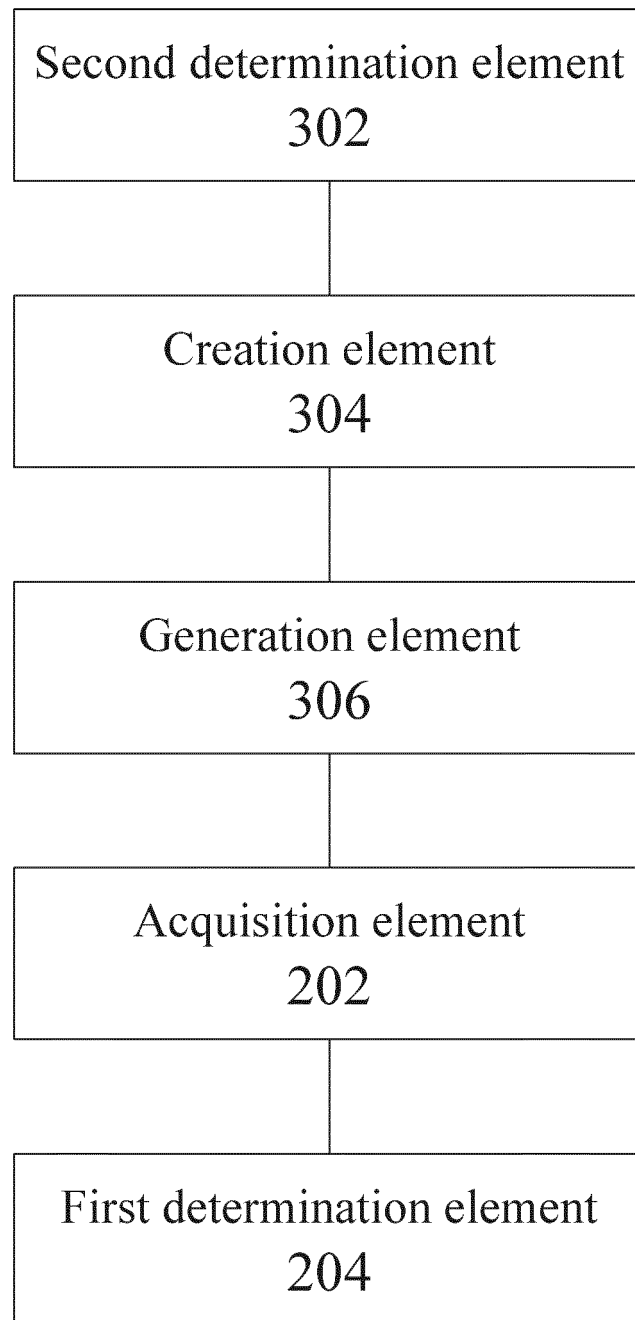 Second determination element
302
Creation element
304
Generation element
306
Acquisition element
202
First determination element
204